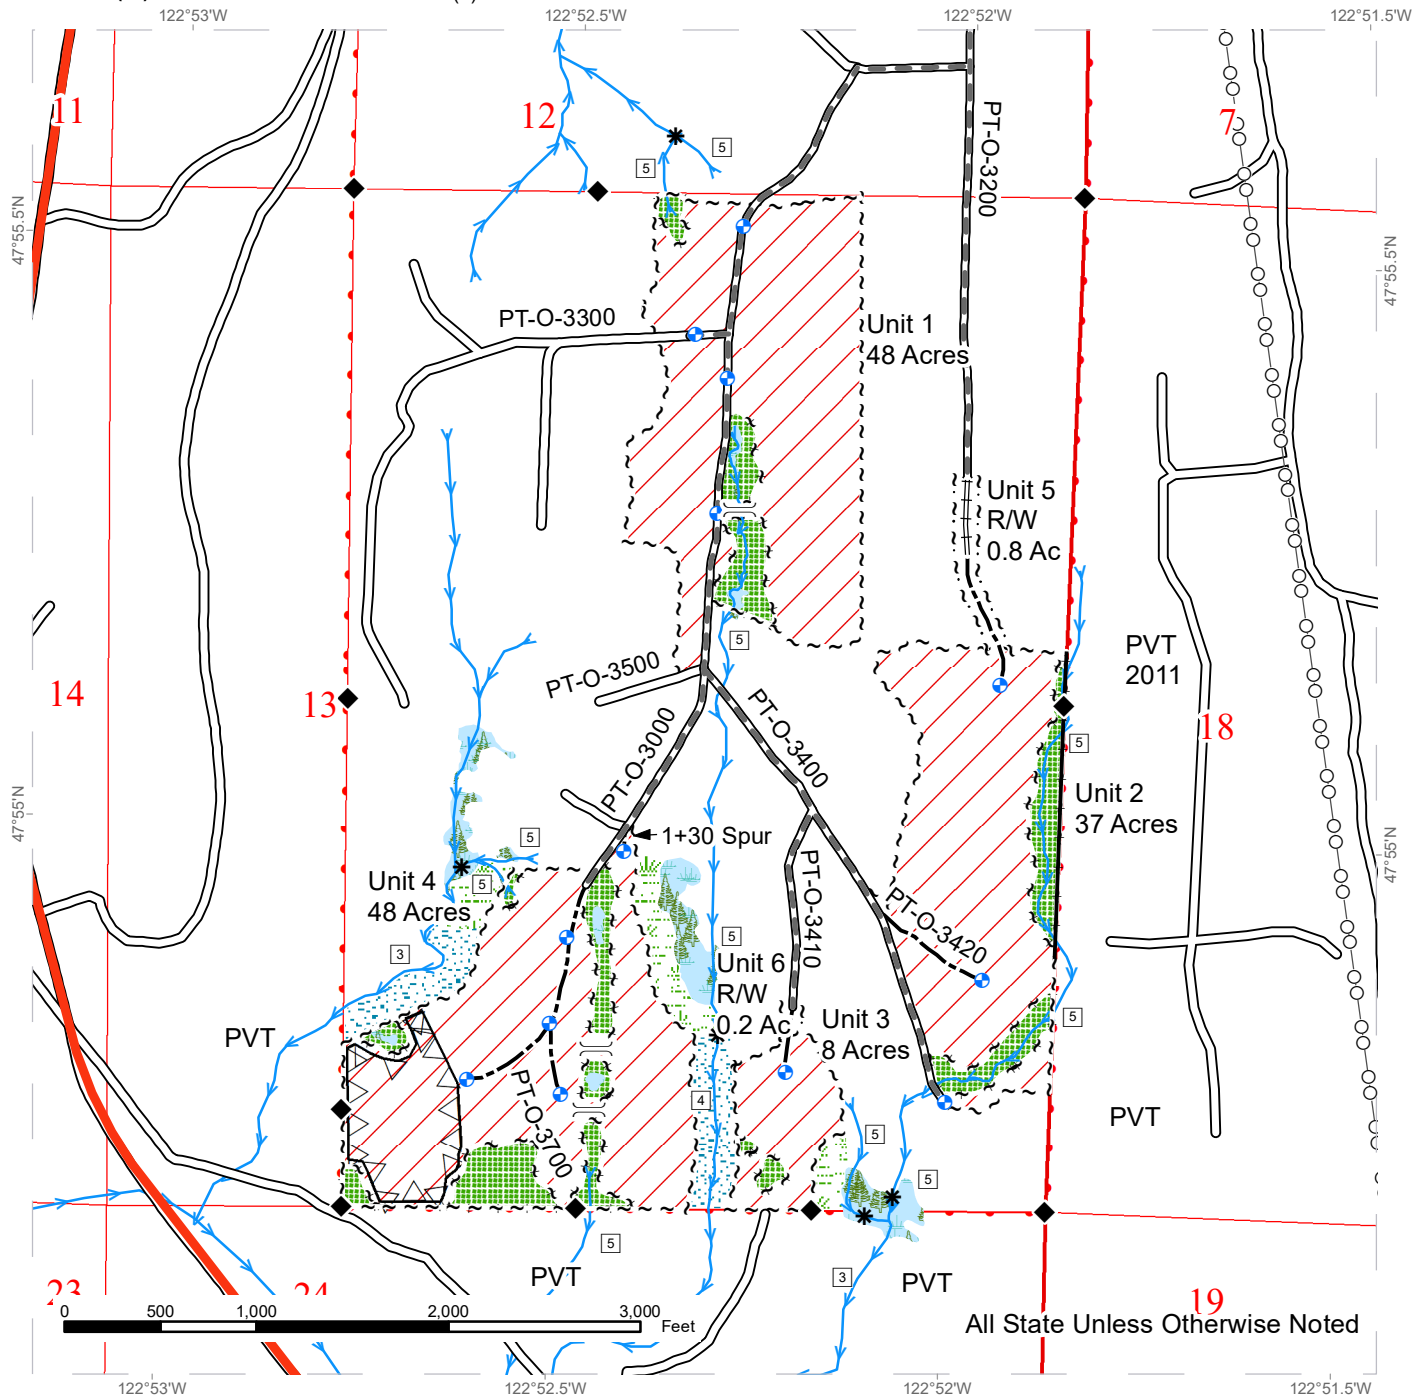 122°53'W
122°52.5'W
122°52'W
122°51.5'W
11
12
7
5
5
PT-O-3200
47°55.5'N
47°55.5'N
PT-O-3300
Unit 1
48 Acres
Unit 5
R/W
0.8 Ac
5
PVT
2011
PT-O-3500
14
13
18
PT-O-3000
PT-O-3400
5
47°55'N
47°55'N
Unit 2
37 Acres
1+30 Spur
5
5
Unit 4
48 Acres
PT-O-3410
PT-O-3420
3
5
Unit 6
R/W
0.2 Ac
Unit 3
8 Acres
5
PVT
PT-O-3700
4
PVT
5
5
5
PVT
3
PVT
23
24
19
0
500
1,000
2,000
3,000
Feet
All State Unless Otherwise Noted
122°53'W
122°52.5'W
122°52'W
122°51.5'W